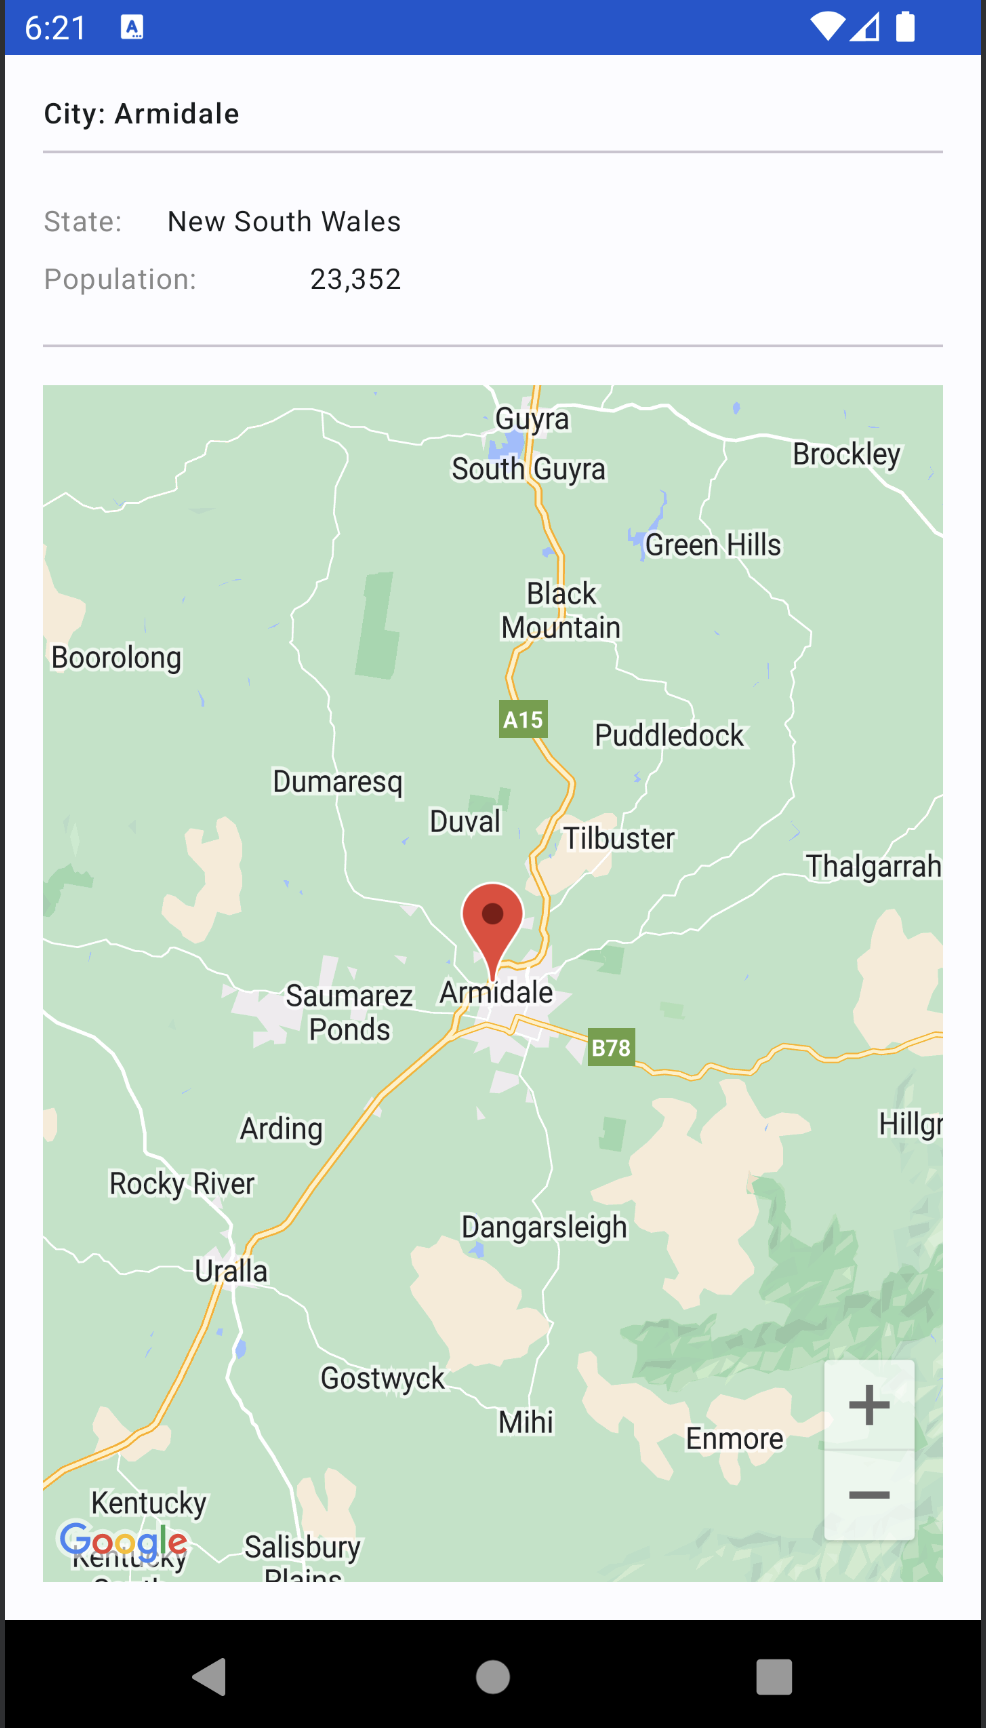 6:21
A
City: Armidale
State: New South Wales
Population: 23,352
Guyra
South Guyra
Brockley
Green Hills
Black
Mountain
Boorolong
A15
Puddledock
Dumaresq
Duval
Tilbuster
Thalgarrah
Armidale
Saumarez
Ponds
B78
Hillgr
Arding
Rocky River
Dangarsleigh
Uralla
Gostwyck
Mihi
Enmore
Kentucky
Google
Kentucky
Salisbury
Plains